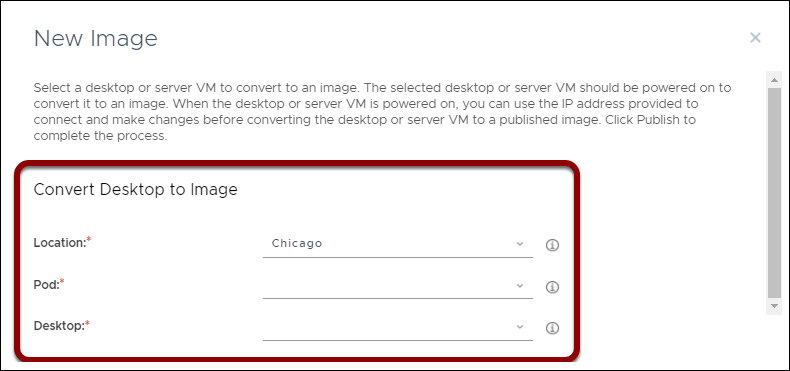 New Image
Select a desktop or server VM to convert to an image. The selected desktop or server VM should be powered on to
convert it to an image. When the desktop or server VM is powered on, you can use the IP address provided to
connect and make changes before converting the desktop or server VM to a published image. Click Publish to
complete the process.
Convert Desktop to Image
Location:* Chicago
Pod:*
Desktop:*